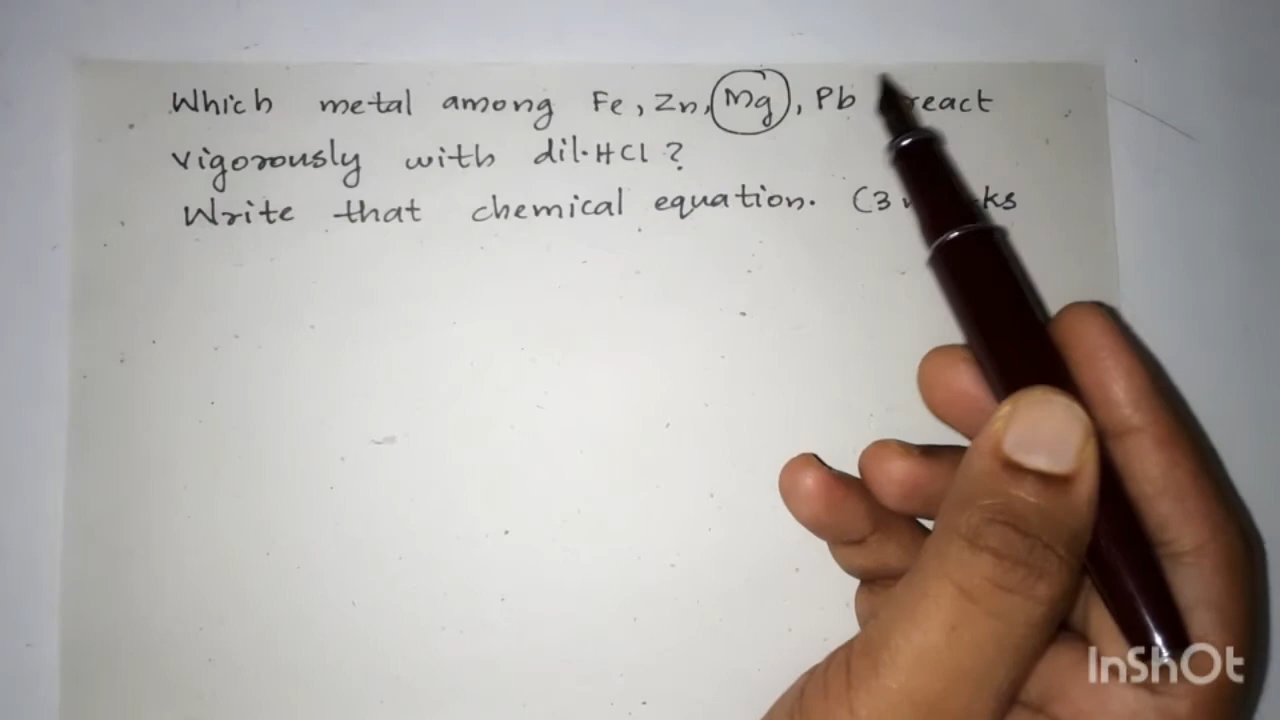 Which metal among Fe, Zn, Mg, Pb react
vigorously with dil.HCl?
Write that chemical equation. (3
InShOt